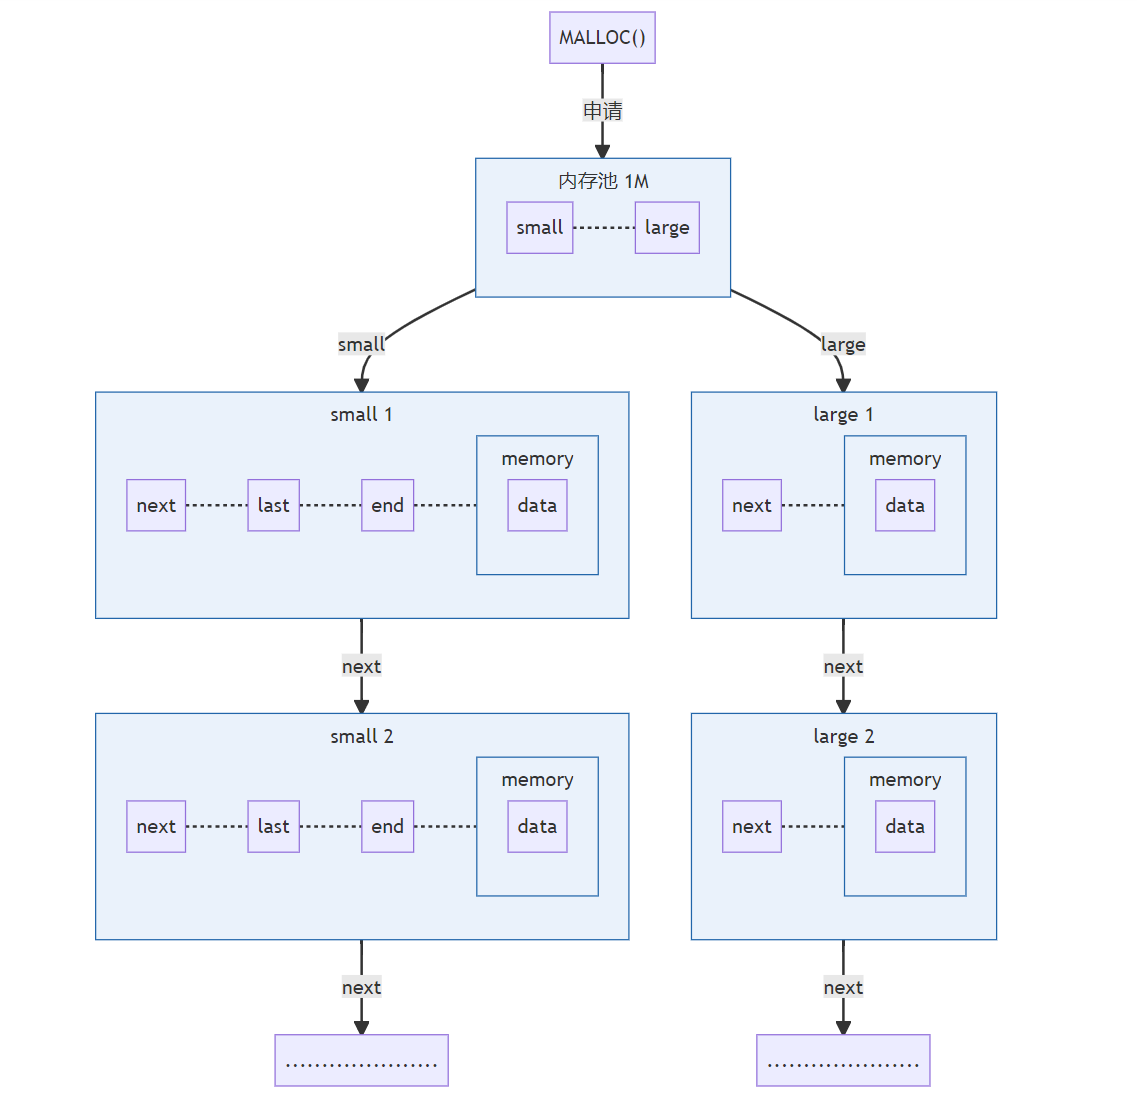 MALLOC()
申请
内存池 1M
small
large
small
large
small 1
memory
next
last
end
data
large 1
memory
next
data
next
next
small 2
memory
next
last
end
data
large 2
memory
next
data
next
next
.....................
.....................